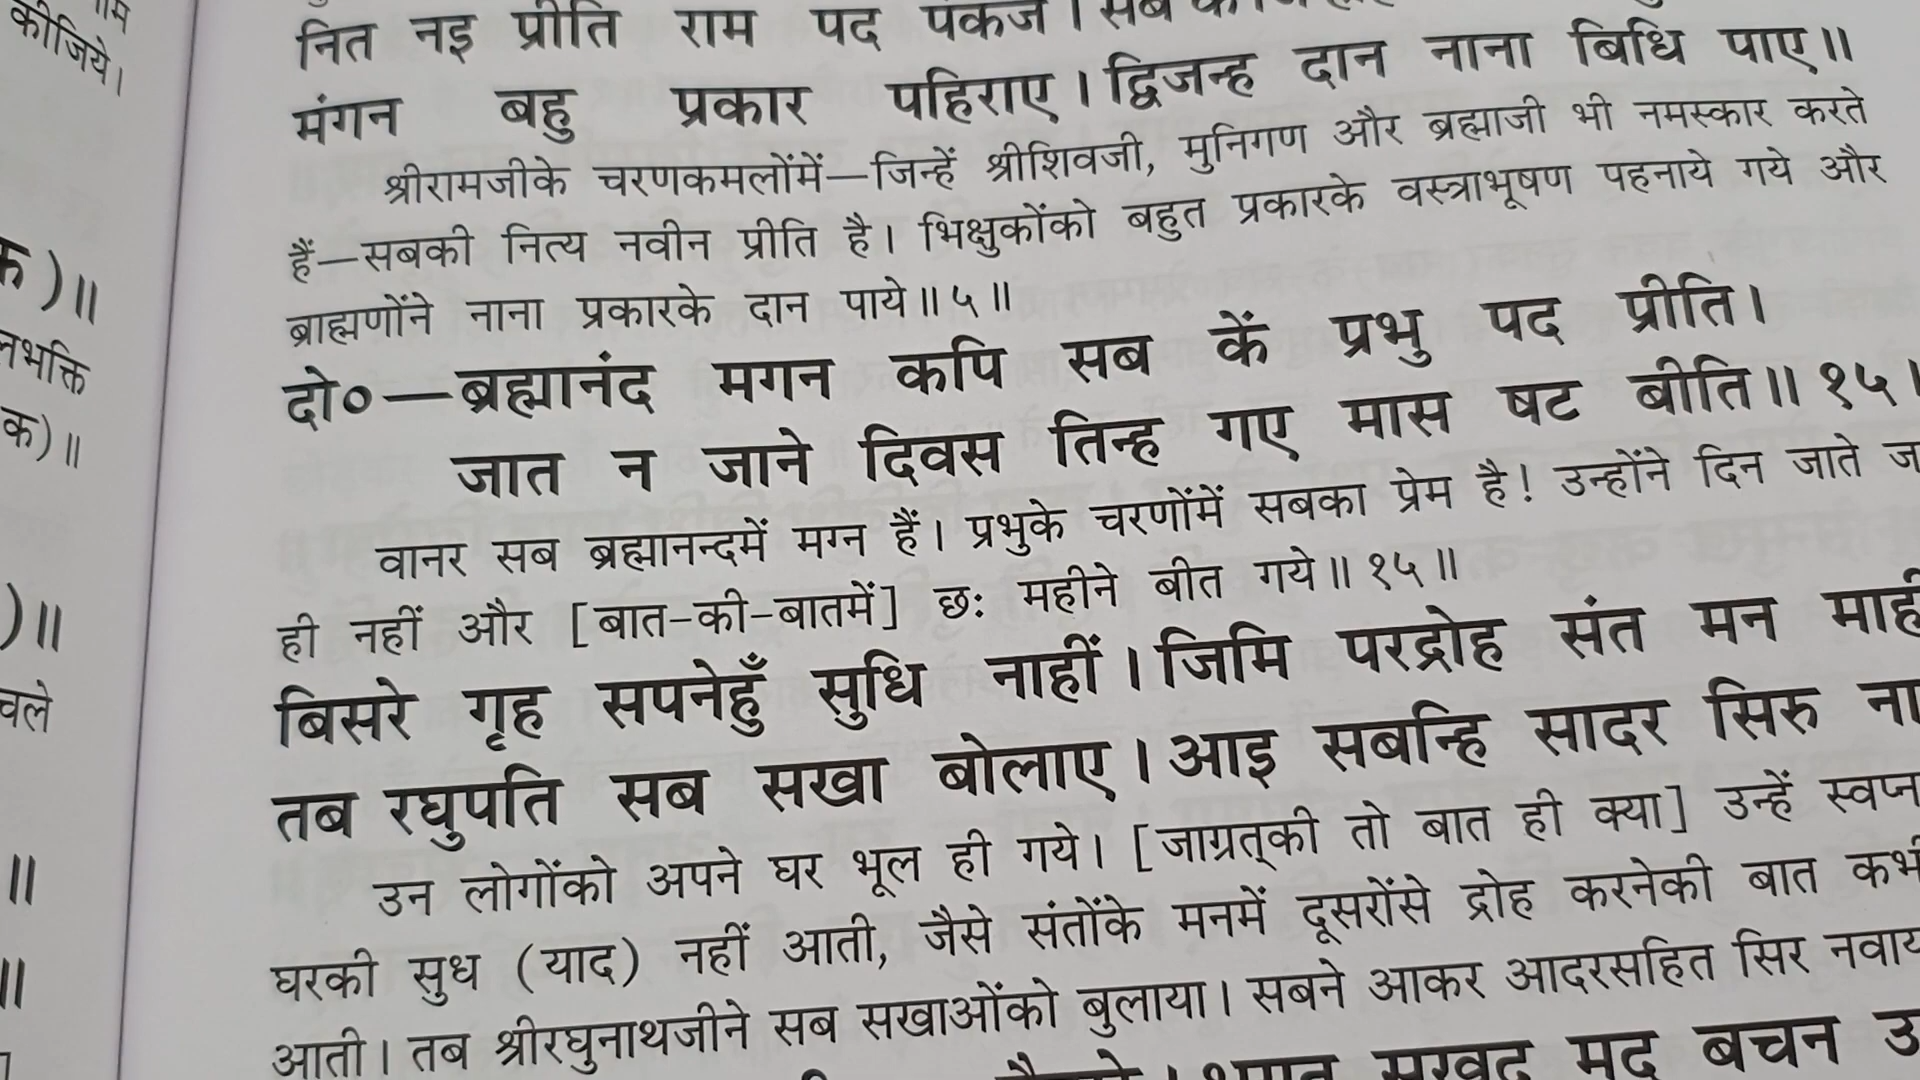 कीजिये।
क)॥
क)॥
)॥
चले
॥
॥
नित नइ प्रीति राम पद पंकज।
मंगन बहु प्रकार पहिराए। द्विजन्ह दान नाना बिधि पाए॥
श्रीरामजीके चरणकमलोंमें—जिन्हें श्रीशिवजी, मुनिगण और ब्रह्माजी भी नमस्कार करते
हैं—सबकी नित्य नवीन प्रीति है। भिक्षुकोंको बहुत प्रकारके वस्त्राभूषण पहनाये गये और
ब्राह्मणोंने नाना प्रकारके दान पाये॥५॥
दो०—ब्रह्मानंद मगन कपि सब कें प्रभु पद प्रीति।
जात न जाने दिवस तिन्ह गए मास षट बीति॥१५।
वानर सब ब्रह्मानन्दमें मग्न हैं। प्रभुके चरणोंमें सबका प्रेम है! उन्होंने दिन जाते
ही नहीं और [बात-की-बातमें] छः महीने बीत गये॥१५॥
बिसरे गृह सपनेहुँ सुधि नाहीं। जिमि परद्रोह संत मन
तब रघुपति सब सखा बोलाए। आइ सबन्हि सादर सिरु
उन लोगोंको अपने घर भूल ही गये। [जाग्रत्‌की तो बात ही क्या] उन्हें
घरकी सुध (याद) नहीं आती, जैसे संतोंके मनमें दूसरोंसे द्रोह करनेकी बात
आती। तब श्रीरघुनाथजीने सब सखाओंको बुलाया। सबने आकर आदरसहित सिर
बचन